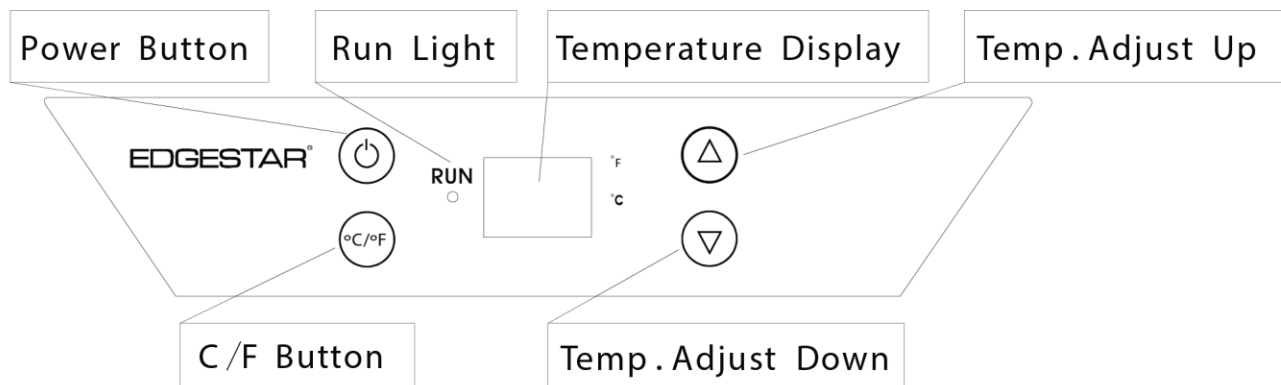 Power Button
Run Light
Temperature Display
Temp.Adjust Up
EDGESTAR®
RUN
°F
°C
°C/°F
C/F Button
Temp.Adjust Down